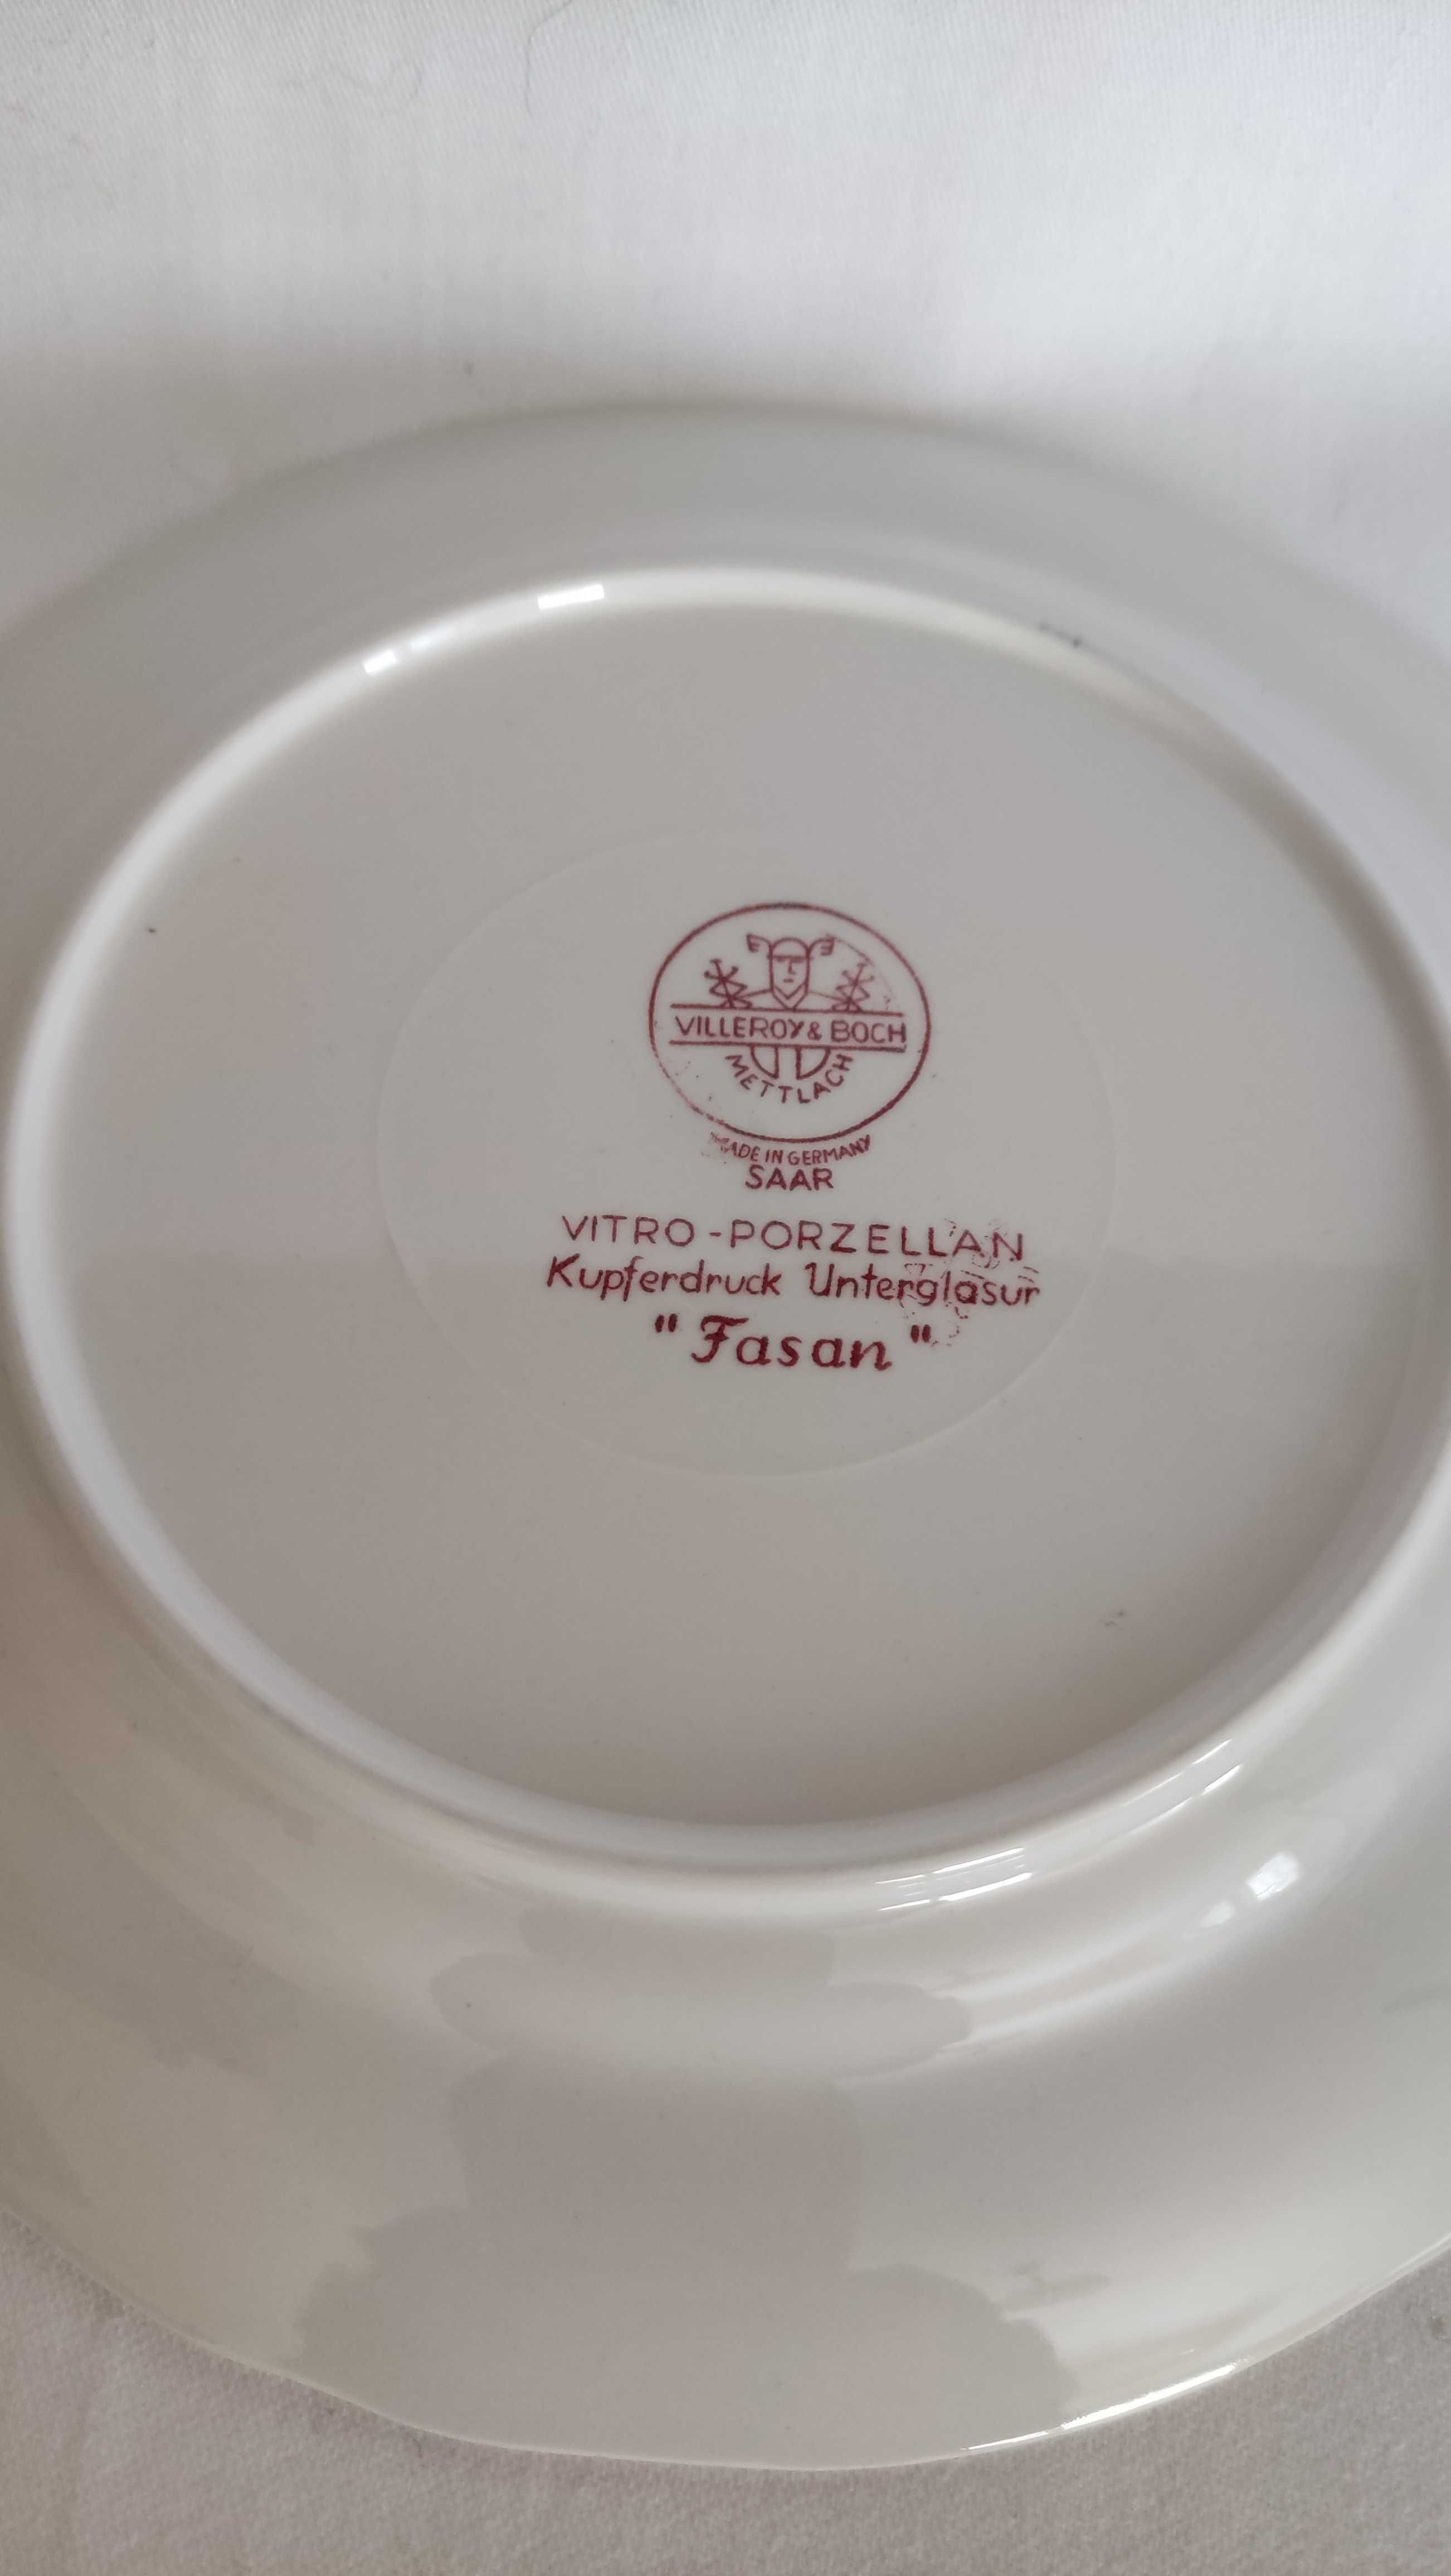 VILLEROY & BOCH
METTLACH
MADE IN GERMANY
SAAR
VITRO-PORZELLAN
Kupferdruck Unterglasur
"Fasan"